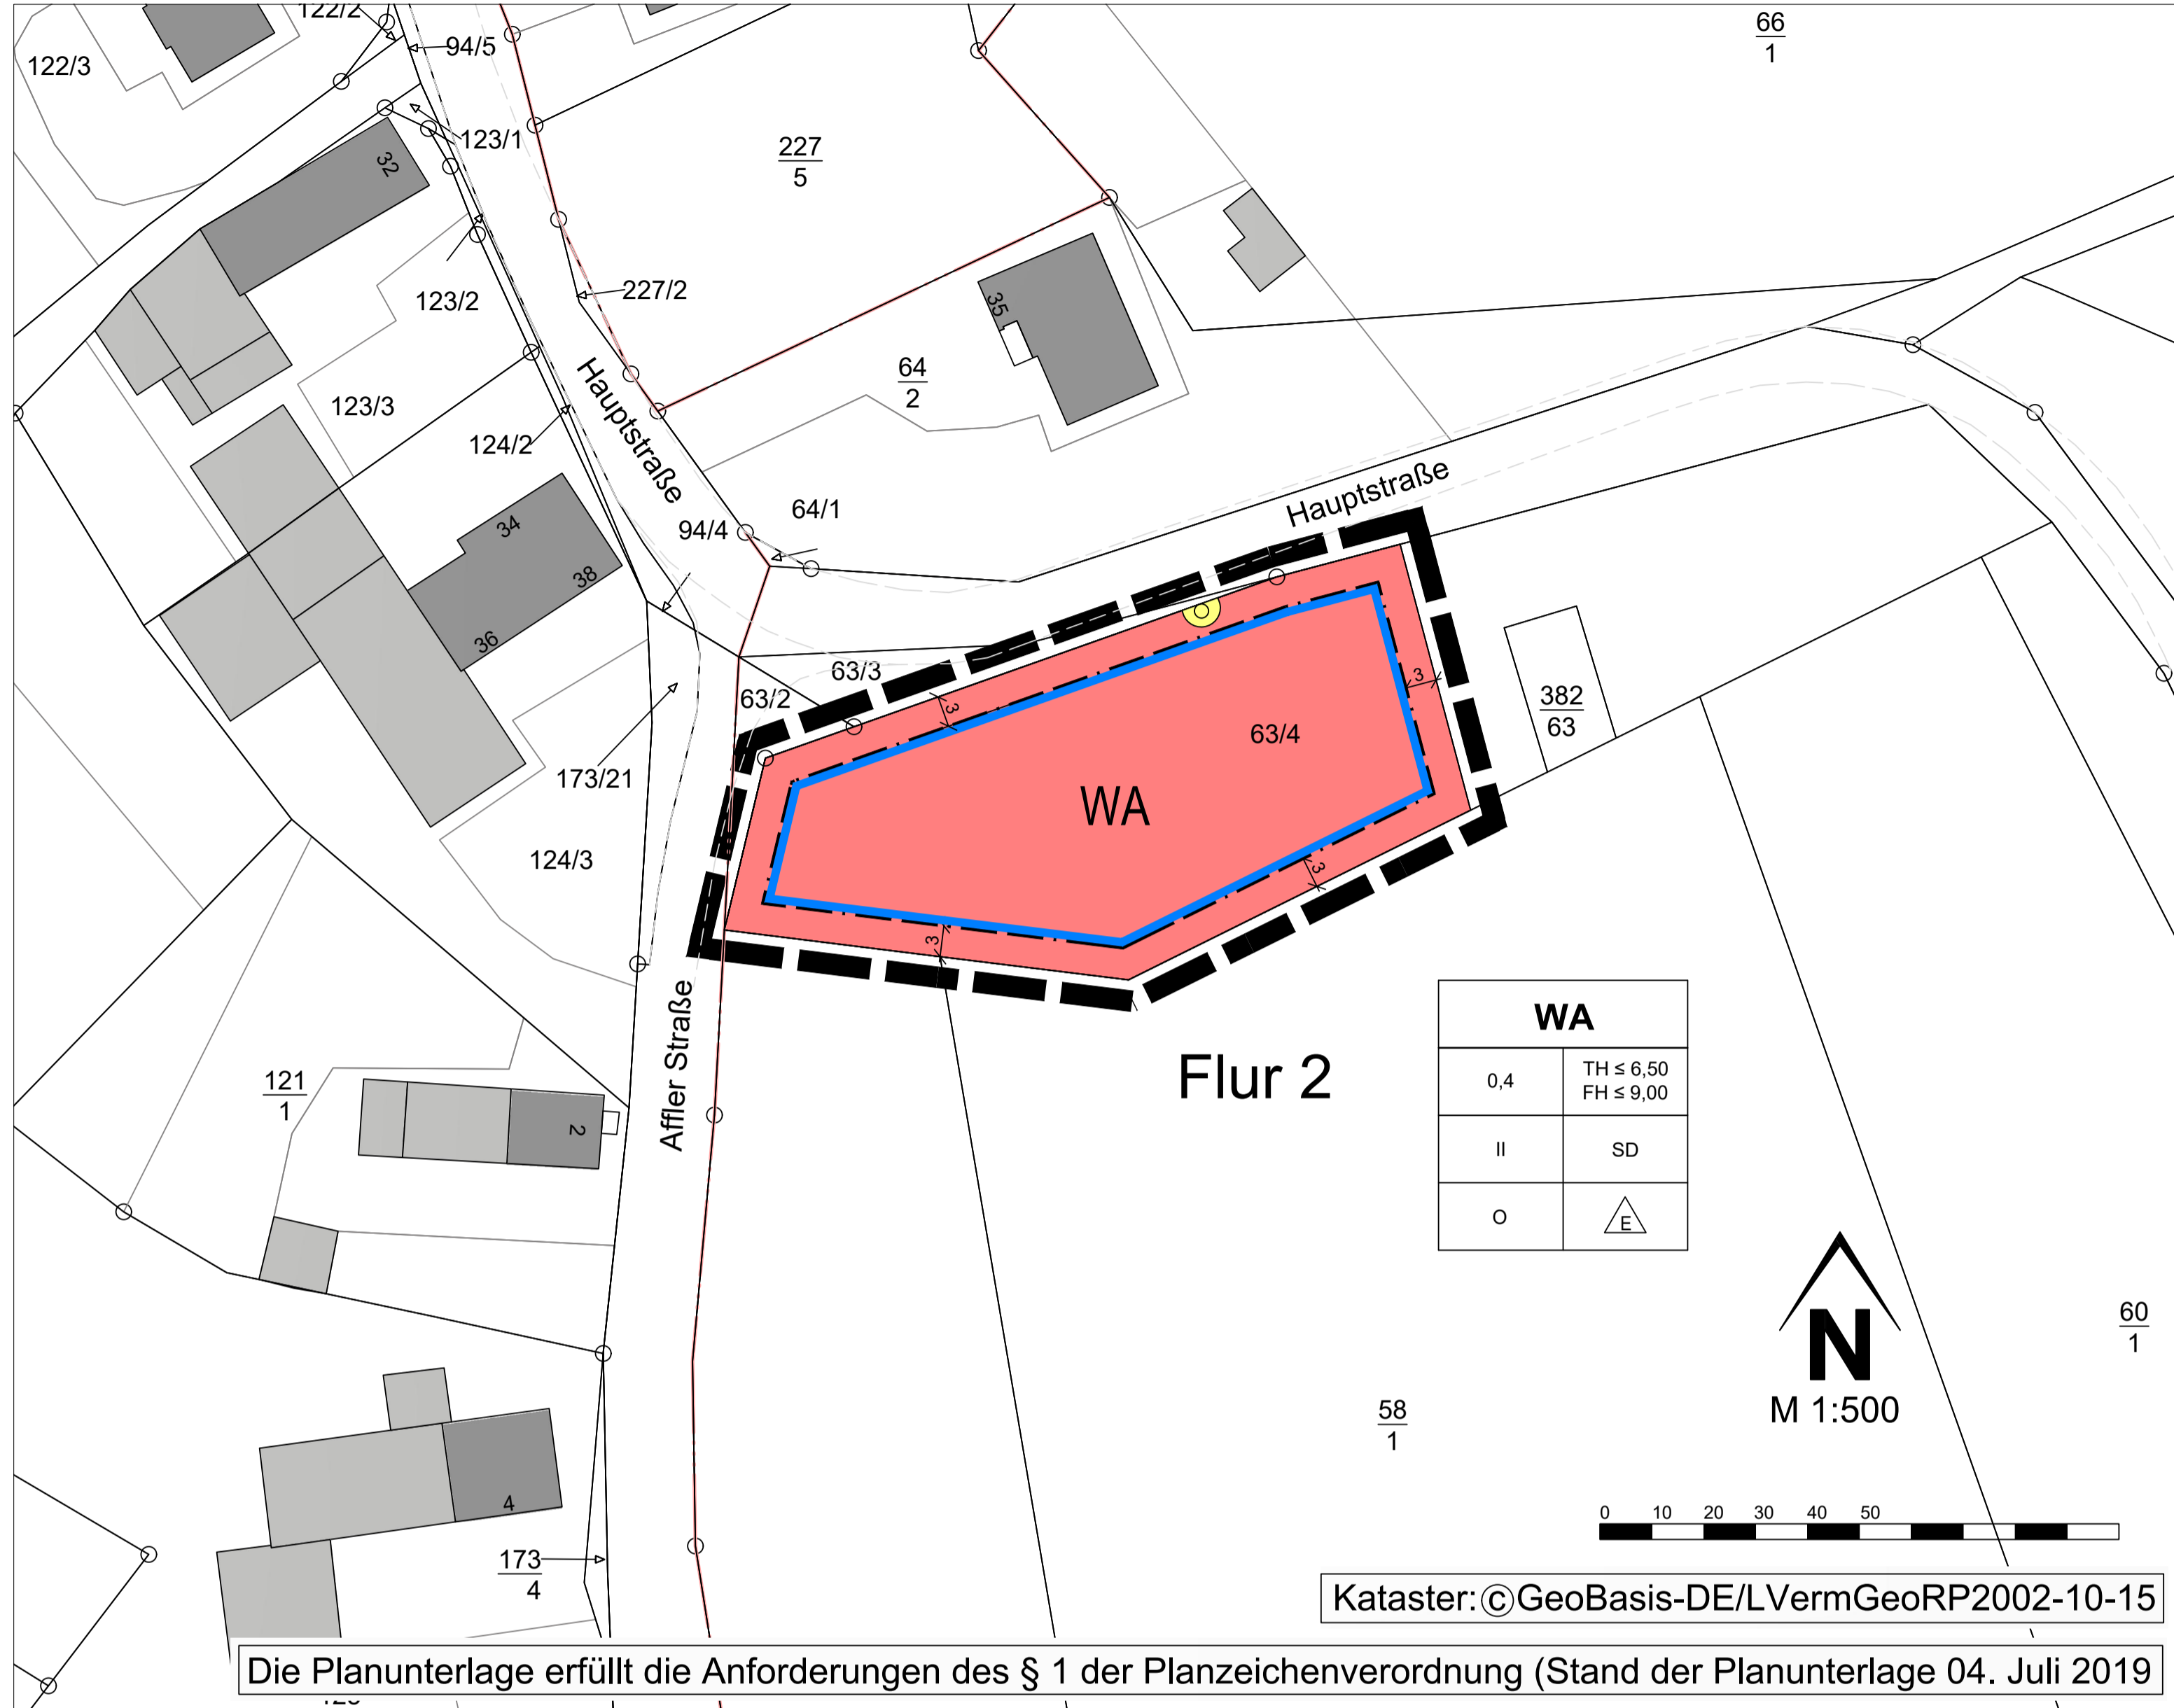 122/2
66
1
94/5
122/3
123/1
227
5
32
123/2
227/2
35
64
2
123/3
Hauptstraße
124/2
Hauptstraße
64/1
94/4
34
38
36
63/3
63/2
3
3
382
63
63/4
173/21
WA
124/3
3
3
Affler Straße
WA
Flur 2
0,4
TH ≤ 6,50
FH ≤ 9,00
121
1
2
II
SD
O
E
N
M 1:500
60
1
58
1
4
0 10 20 30 40 50
173
4
Kataster:©GeoBasis-DE/LVermGeoRP2002-10-15
Die Planunterlage erfüllt die Anforderungen des § 1 der Planzeichenverordnung (Stand der Planunterlage 04. Juli 2019